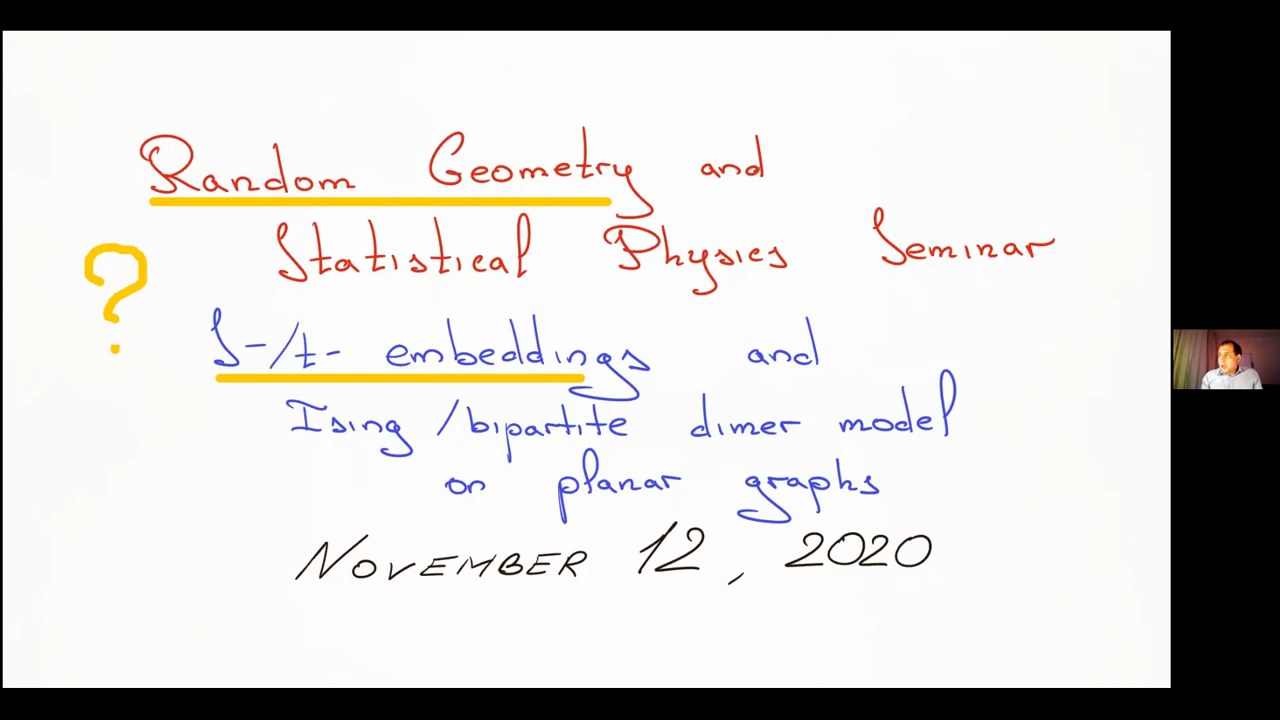 Random Geometry and
Statistical Physics Seminar
?
S-/t- embeddings and
Ising /bipartite dimer model
on planar graphs
NOVEMBER 12, 2020